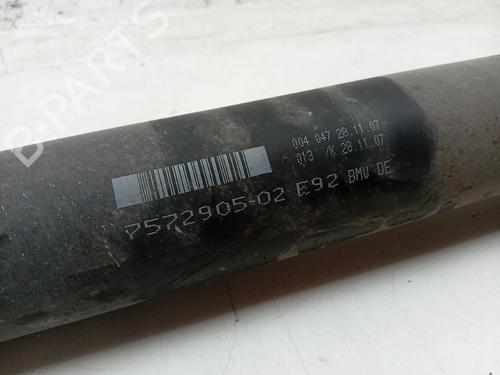 B-PARTS
004 047 28.11.07
013 /K 28.11.07
7572905-02 E92 BMW DE